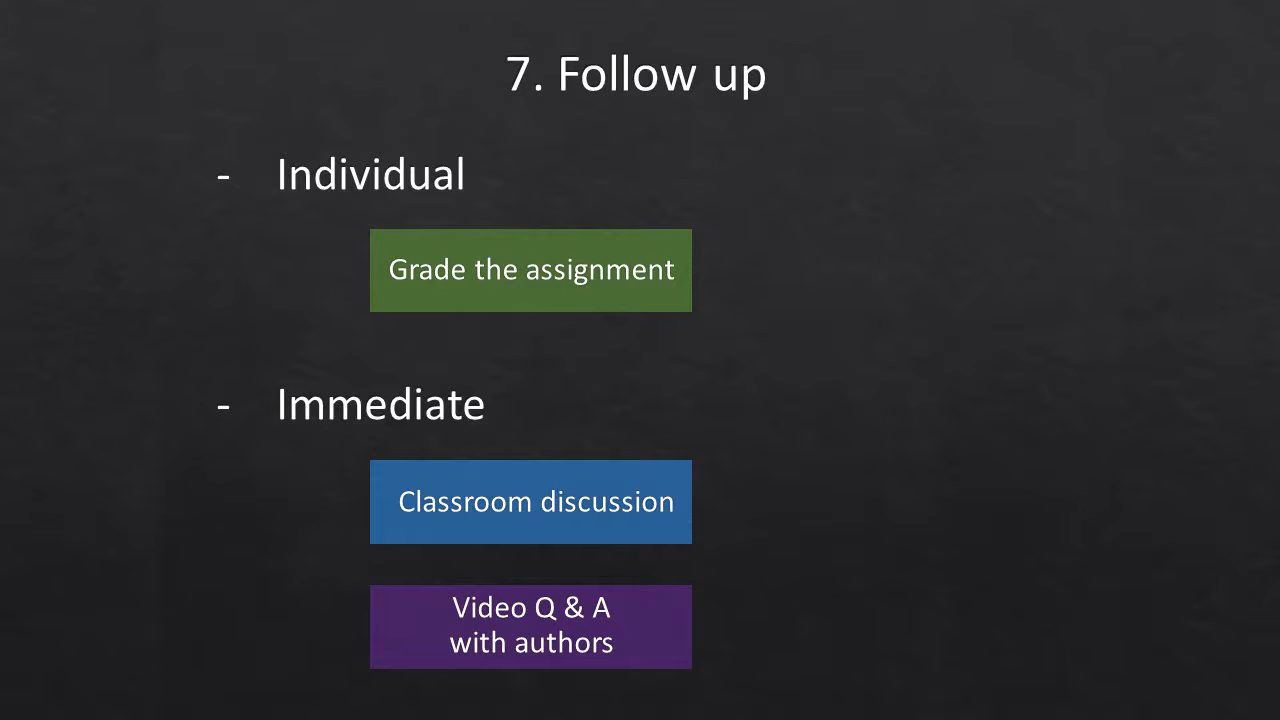 7. Follow up
- Individual
Grade the assignment
- Immediate
Classroom discussion
Video Q & A
with authors